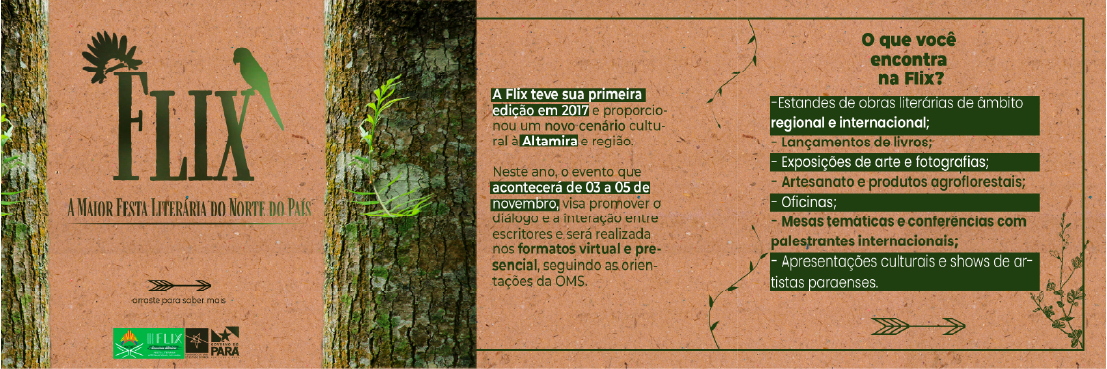 FLIX
A MAIOR FESTA LITERÁRIA DO NORTE DO PAÍS
arraste para saber mais
III FLIX
PARÁ
A Flix teve sua primeira
edição em 2017 e proporcio-
nou um novo cenário cultu-
ral à Altamira e região.
Neste ano, o evento que
acontecerá de 03 a 05 de
novembro, visa promover o
diálogo e a interação entre
escritores e será realizada
nos formatos virtual e pre-
sencial, seguindo as orien-
tações da OMS.
O que você
encontra
na Flix?
-Estandes de obras literárias de âmbito
regional e internacional;
- Lançamentos de livros;
- Exposições de arte e fotografias;
- Artesanato e produtos agroflorestais;
- Oficinas;
- Mesas temáticas e conferências com
palestrantes internacionais;
- Apresentações culturais e shows de ar-
tistas paraenses.